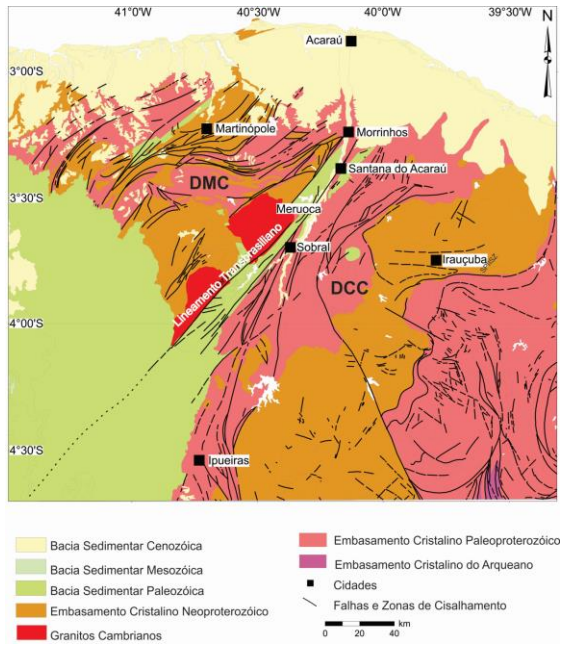 41°0'W
40°30'W
40°00'W
39°30'W
N
Acaraú
3°00'S
Martinópole
Morrinhos
Santana do Acaraú
DMC
3°30'S
Meruoca
Sobral
Irauçuba
Lineamento Transbrasiliano
DCC
4°00'S
4°30'S
Ipueiras
Bacia Sedimentar Cenozóica
Bacia Sedimentar Mesozóica
Bacia Sedimentar Paleozóica
Embasamento Cristalino Neoproterozóico
Granitos Cambrianos
Embasamento Cristalino Paleoproterozóico
Embasamento Cristalino do Arqueano
Cidades
Falhas e Zonas de Cisalhamento
km
0 20 40